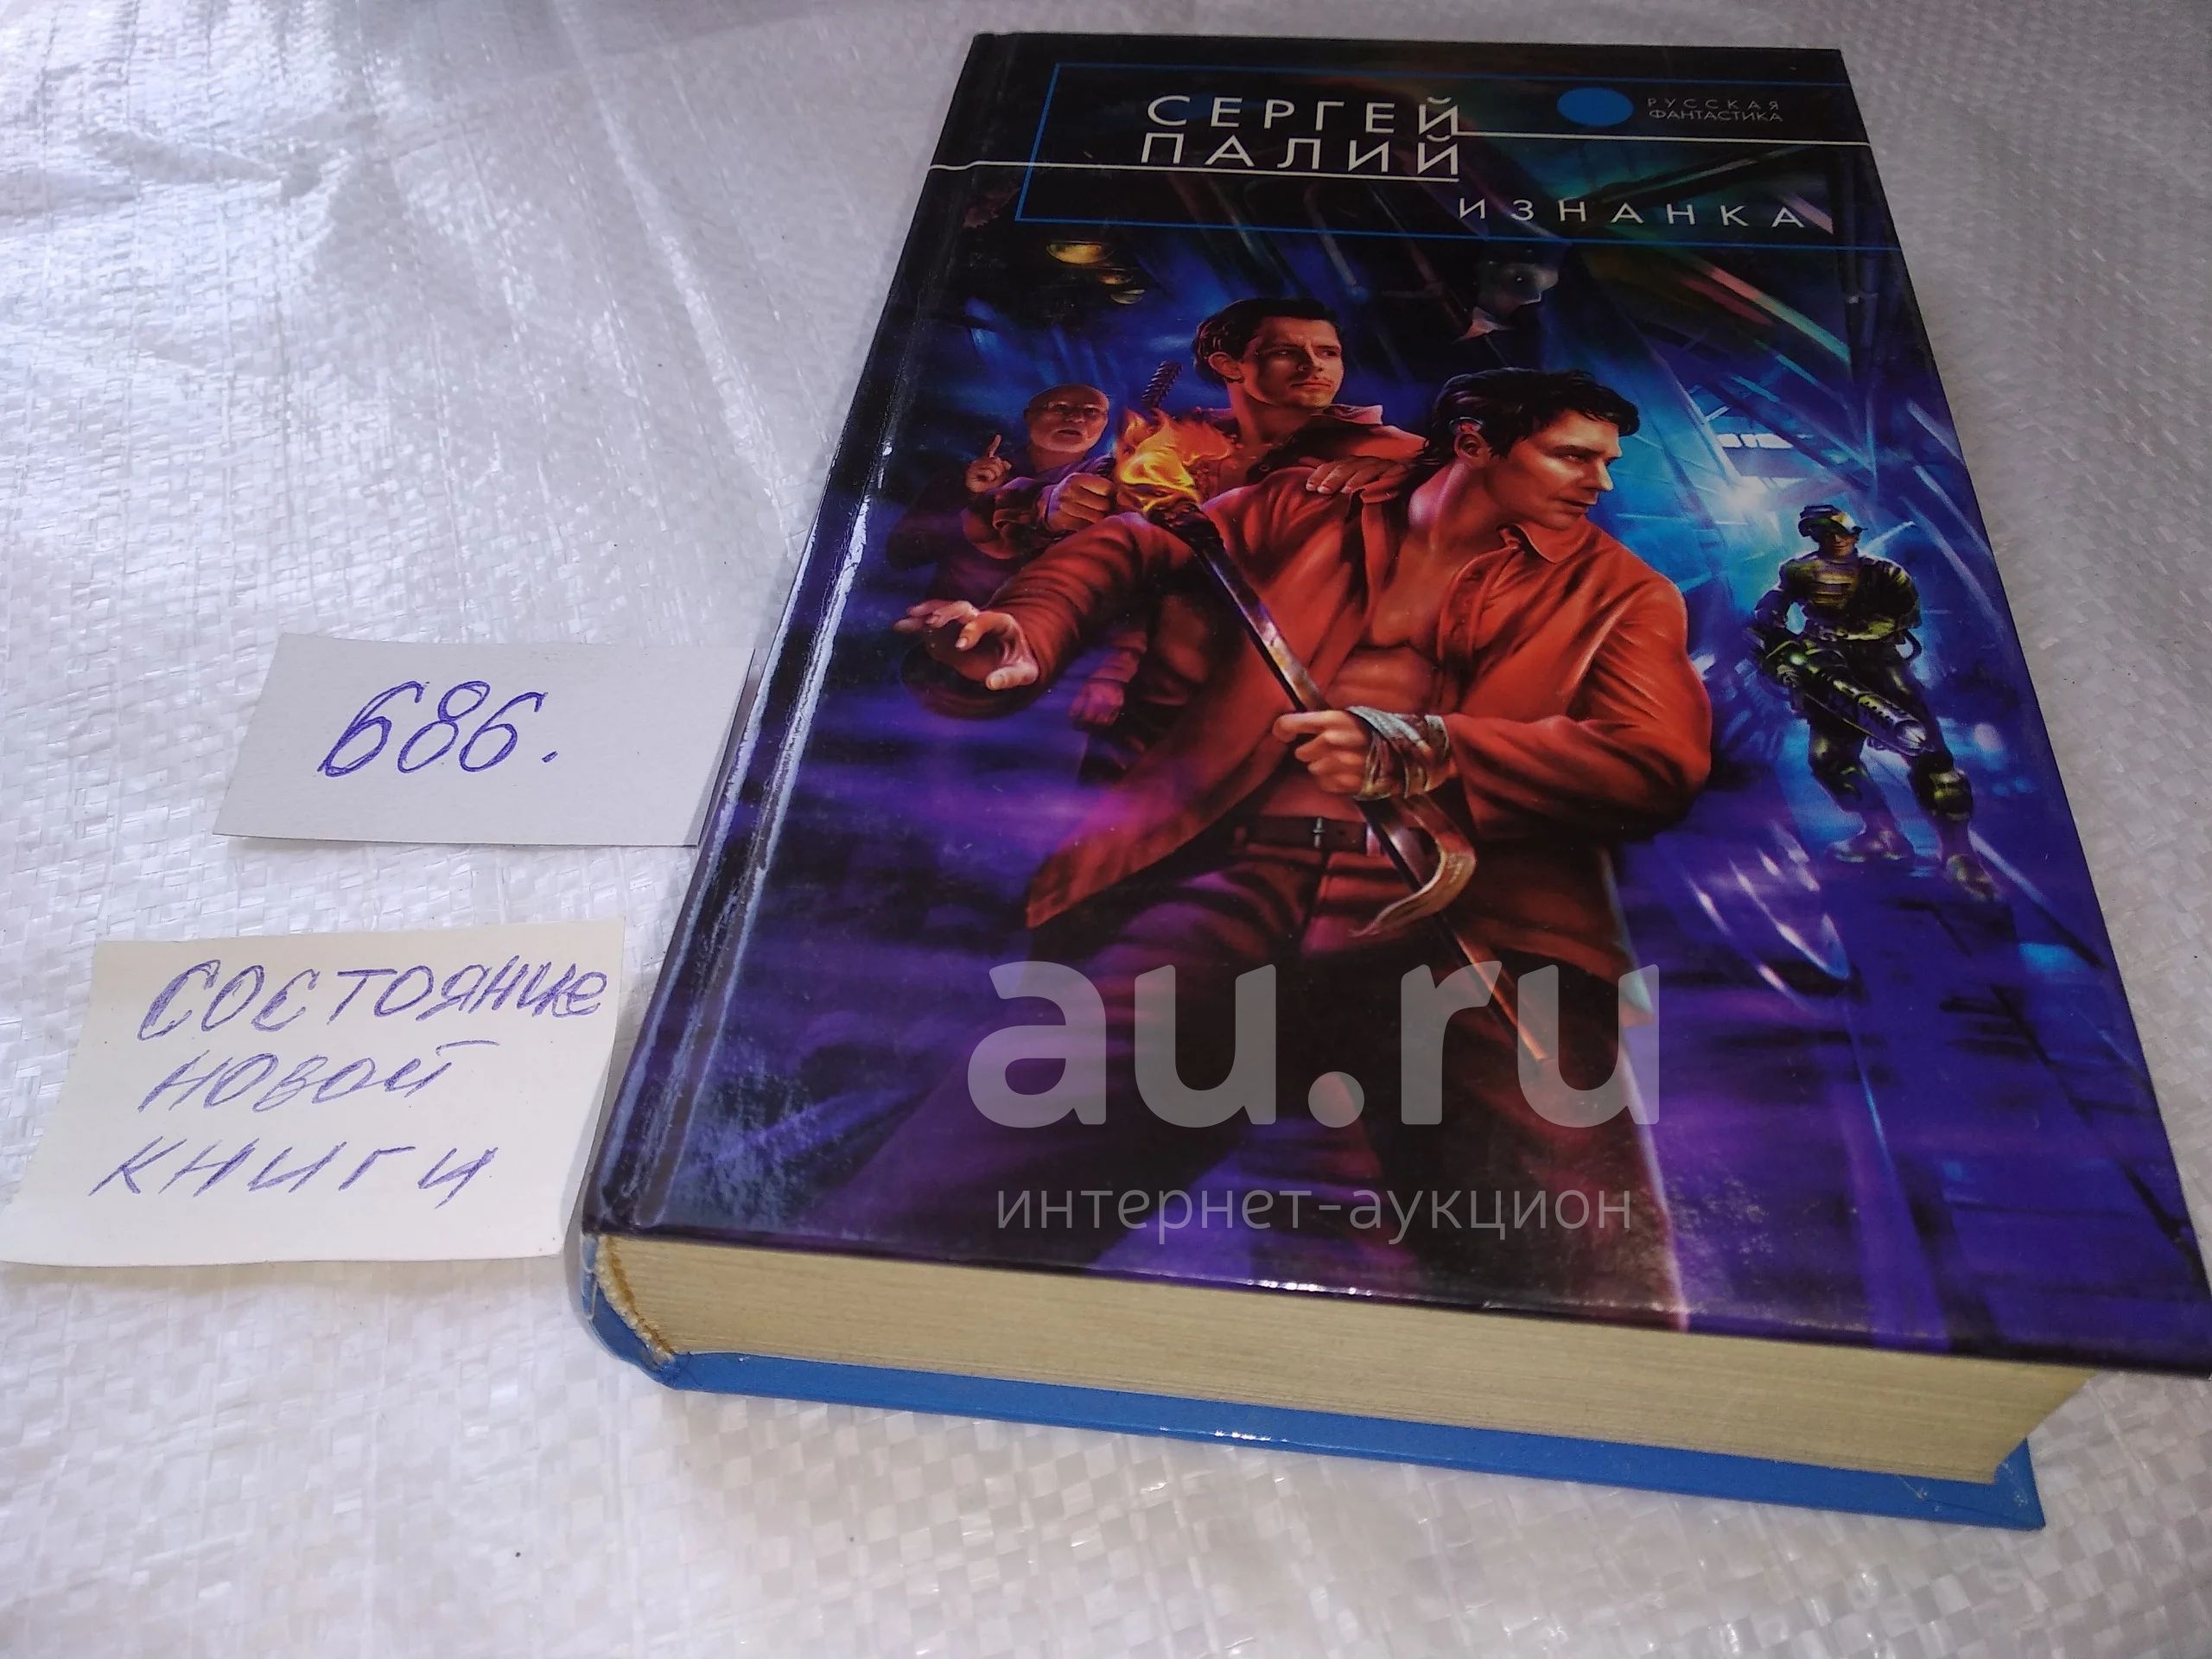 СЕРГЕЙ
ПАЛИЙ
РУССКАЯ
ФАНТАСТИКА
ИЗНАНКА
686.
СОСТОЯНИЕ
НОВОЙ
КНИГИ
au.ru
интернет-аукцион